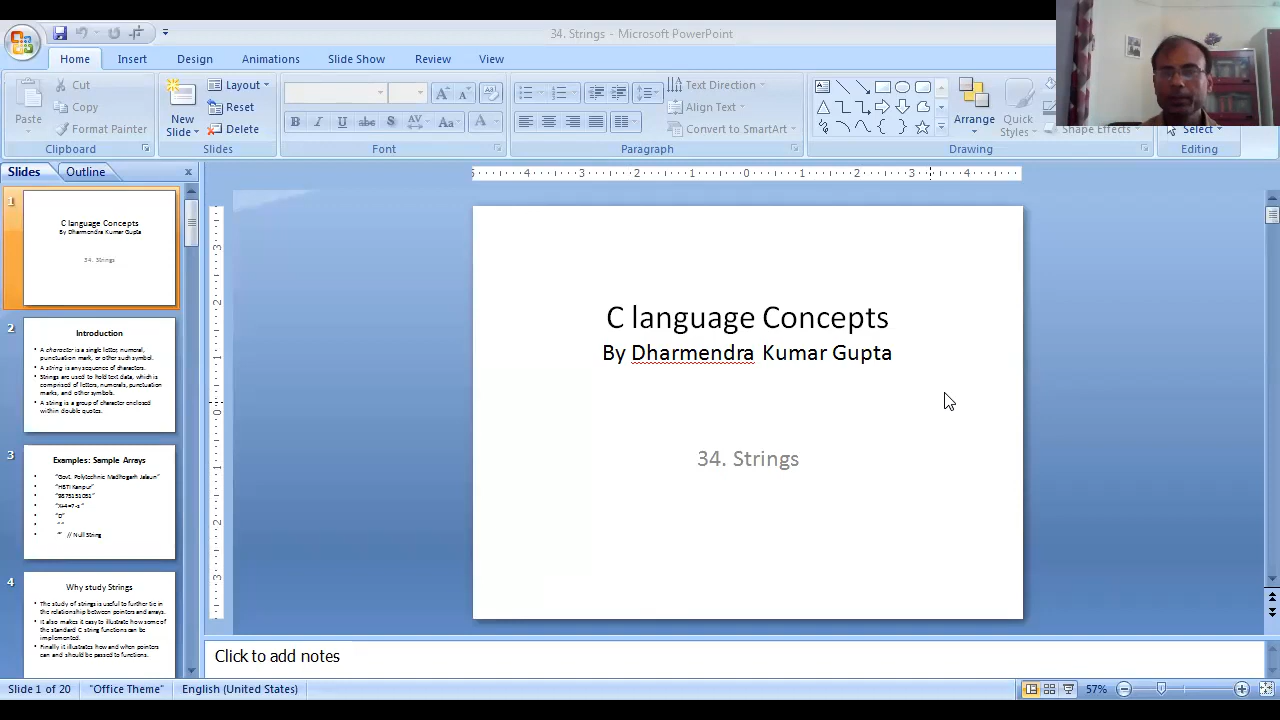 34. Strings - Microsoft PowerPoint
Home Insert Design Animations Slide Show Review View
Paste Cut Copy Format Painter
New Slide Layout Reset Delete
Text Direction Align Text Convert to SmartArt
Arrange Quick Styles Shape Effects Select
Clipboard Slides Font Paragraph Drawing Editing
Slides Outline
1
C language Concepts
By Dharmendra Kumar Gupta
34. Strings
2
Introduction
• A character is a single letter, numeral,
punctuation mark, or other such symbol.
• A string is any sequence of characters.
• Strings are used to hold text data, which is
comprised of letters, numerals, punctuation
marks, and other symbols.
• A string is a group of character enclosed
within double quotes.
3
Examples: Sample Arrays
• "Govt. Polytechnic Madhogarh Jalaun"
• "HBTI Kanpur"
• "D"
• " "
• "" // Null String
4
Why study Strings
• The study of strings is useful to further tie in
the relationship between pointers and arrays.
• It also makes it easy to illustrate how some of
the standard C string functions can be
implemented.
• Finally it illustrates how and when pointers
can and should be passed to functions.
C language Concepts
By Dharmendra Kumar Gupta
34. Strings
Click to add notes
Slide 1 of 20 "Office Theme" English (United States) 57%